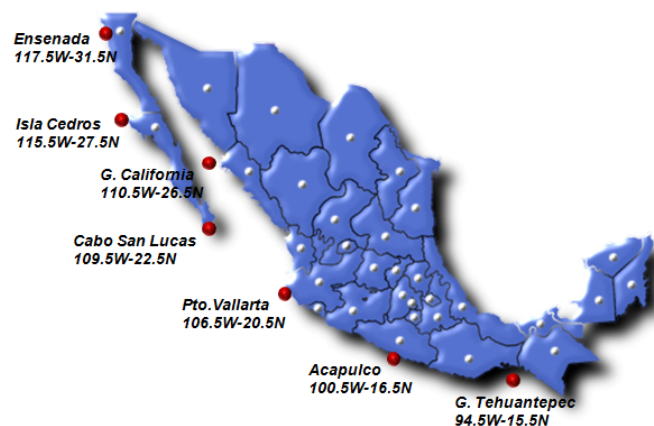 Ensenada
117.5W-31.5N
Isla Cedros
115.5W-27.5N
G. California
110.5W-26.5N
Cabo San Lucas
109.5W-22.5N
Pto.Vallarta
106.5W-20.5N
Acapulco
100.5W-16.5N
G. Tehuantepec
94.5W-15.5N